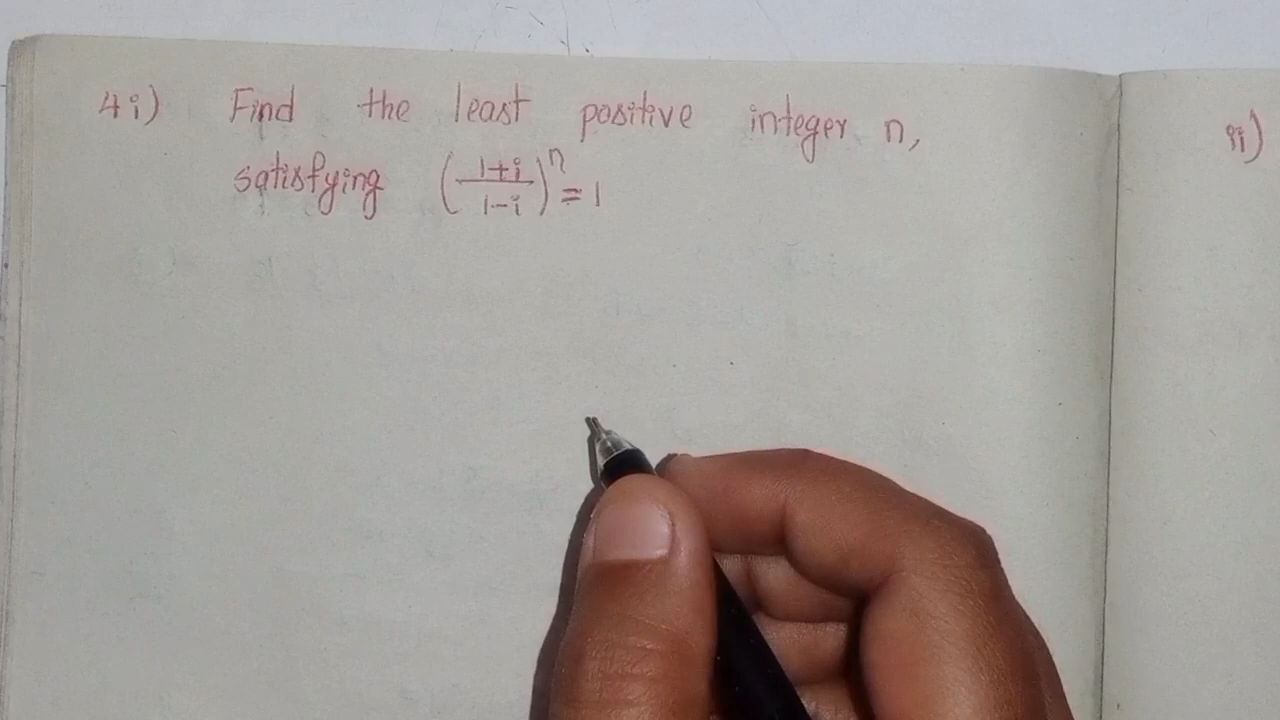 4i) Find the least positive integer n,
satisfying (1+i/1-i)^n = 1
ii)